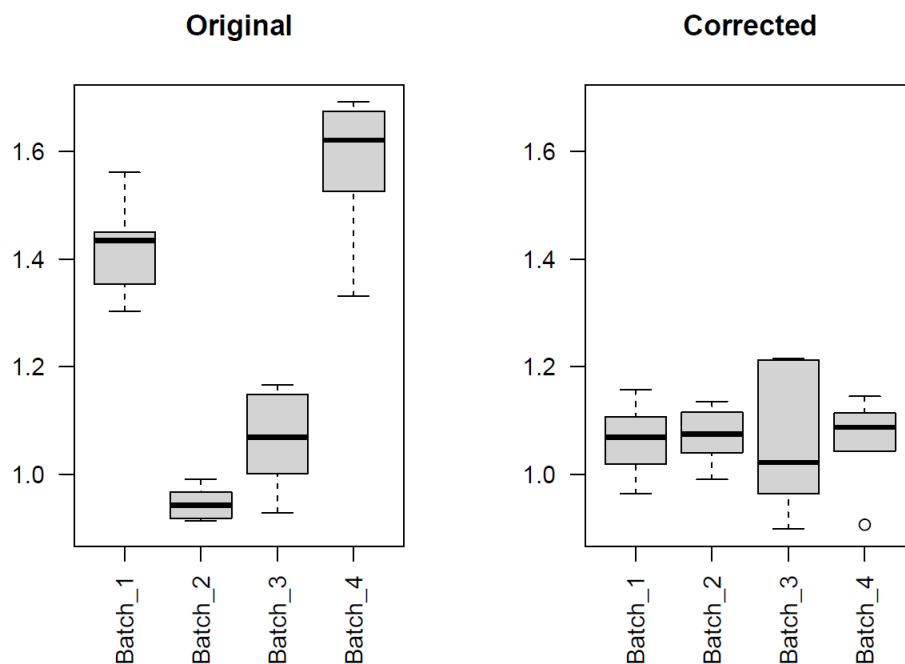 Original
1.6
1.4
1.2
1.0
Batch_1
Batch_2
Batch_3
Batch_4
Corrected
1.6
1.4
1.2
1.0
Batch_1
Batch_2
Batch_3
Batch_4